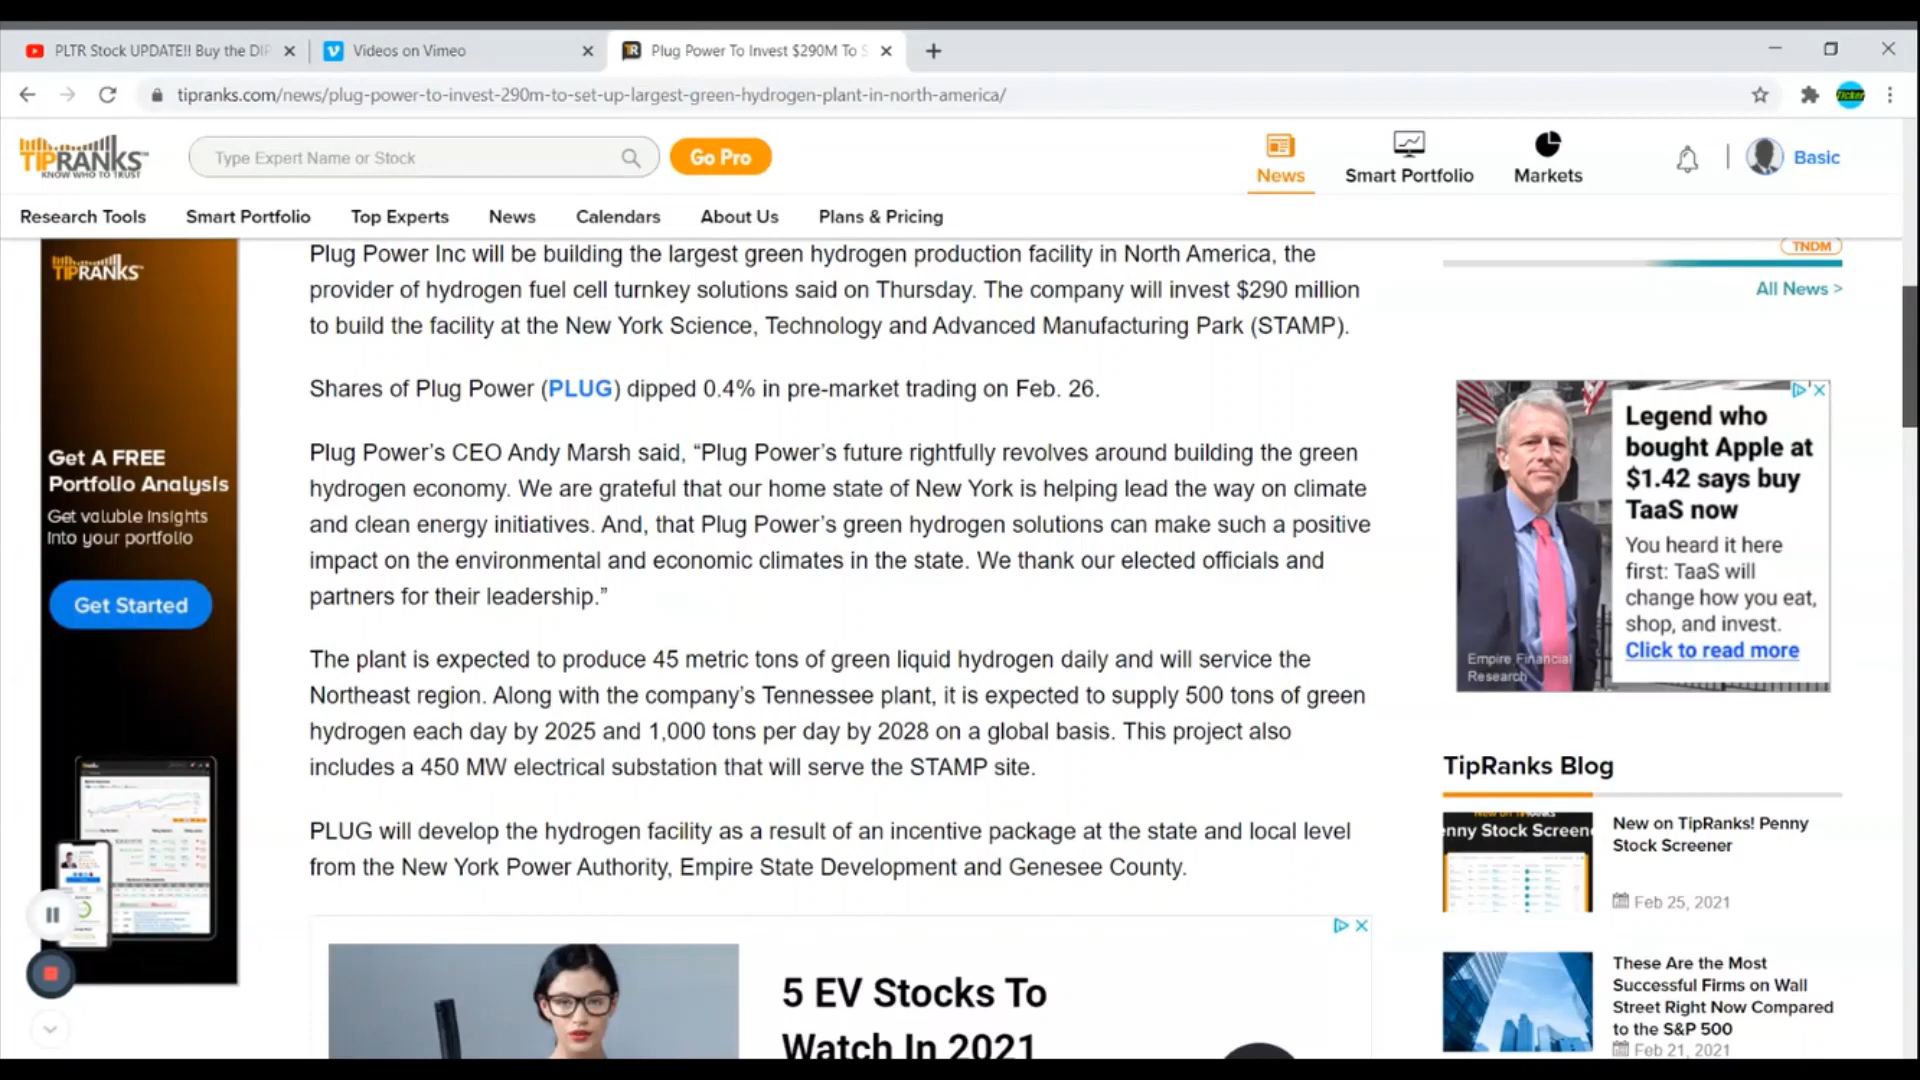 PLTR Stock UPDATE!! Buy the DIP
Videos on Vimeo
Plug Power To Invest $290M To S
tipranks.com/news/plug-power-to-invest-290m-to-set-up-largest-green-hydrogen-plant-in-north-america/
Ticker
TIPRANKS
KNOW WHO TO TRUST
Type Expert Name or Stock
Go Pro
News
Smart Portfolio
Markets
Basic
Research Tools
Smart Portfolio
Top Experts
News
Calendars
About Us
Plans & Pricing
TIPRANKS
Get A FREE
Portfolio Analysis
Get valuble Insights
Into your portfolio
Get Started
Plug Power Inc will be building the largest green hydrogen production facility in North America, the
provider of hydrogen fuel cell turnkey solutions said on Thursday. The company will invest $290 million
to build the facility at the New York Science, Technology and Advanced Manufacturing Park (STAMP).
Shares of Plug Power (PLUG) dipped 0.4% in pre-market trading on Feb. 26.
Plug Power’s CEO Andy Marsh said, “Plug Power’s future rightfully revolves around building the green
hydrogen economy. We are grateful that our home state of New York is helping lead the way on climate
and clean energy initiatives. And, that Plug Power’s green hydrogen solutions can make such a positive
impact on the environmental and economic climates in the state. We thank our elected officials and
partners for their leadership.”
The plant is expected to produce 45 metric tons of green liquid hydrogen daily and will service the
Northeast region. Along with the company’s Tennessee plant, it is expected to supply 500 tons of green
hydrogen each day by 2025 and 1,000 tons per day by 2028 on a global basis. This project also
includes a 450 MW electrical substation that will serve the STAMP site.
PLUG will develop the hydrogen facility as a result of an incentive package at the state and local level
from the New York Power Authority, Empire State Development and Genesee County.
5 EV Stocks To
Watch In 2021
TNDM
All News >
Legend who
bought Apple at
$1.42 says buy
TaaS now
You heard it here
first: TaaS will
change how you eat,
shop, and invest.
Click to read more
Empire Financial
Research
TipRanks Blog
New on TipRanks
nny Stock Screen
New on TipRanks! Penny
Stock Screener
Feb 25, 2021
These Are the Most
Successful Firms on Wall
Street Right Now Compared
to the S&P 500
Feb 21, 2021